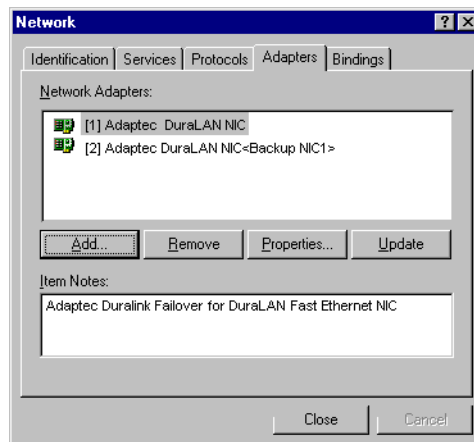 Network
Identification Services Protocols Adapters Bindings
Network Adapters:
[1] Adaptec DuraLAN NIC
[2] Adaptec DuraLAN NIC<Backup NIC1>
Add... Remove Properties... Update
Item Notes:
Adaptec Duralink Failover for DuraLAN Fast Ethernet NIC
Close Cancel